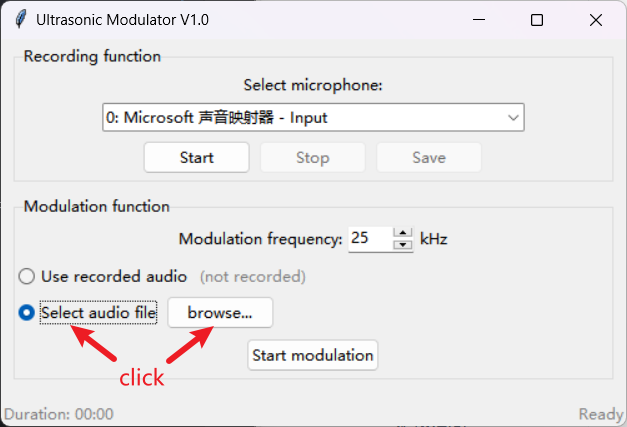 Ultrasonic Modulator V1.0
Recording function
Select microphone:
0: Microsoft 声音映射器 - Input
Start Stop Save
Modulation function
Modulation frequency: 25 kHz
Use recorded audio (not recorded)
Select audio file browse...
click
Start modulation
Duration: 00:00 Ready